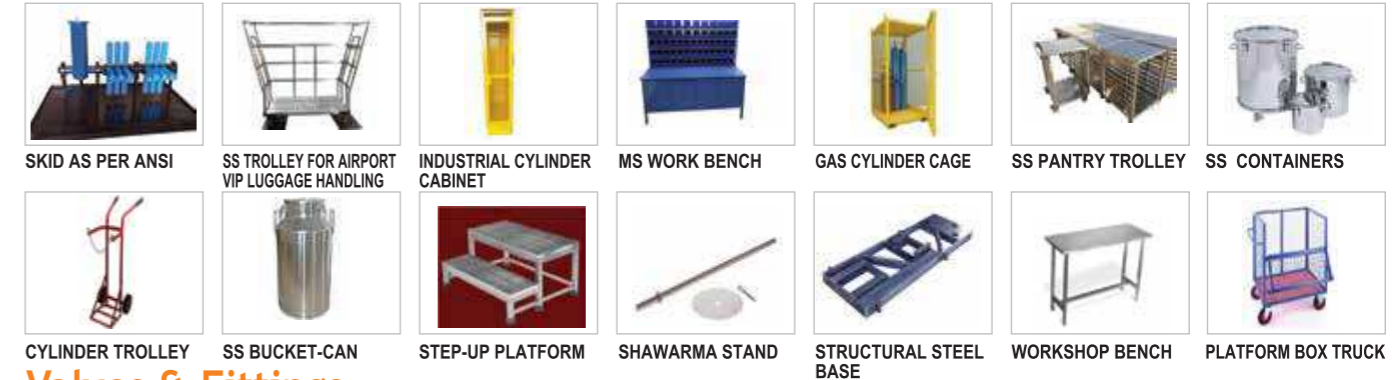 SKID AS PER ANSI
SS TROLLEY FOR AIRPORT
VIP LUGGAGE HANDLING
INDUSTRIAL CYLINDER
CABINET
MS WORK BENCH
GAS CYLINDER CAGE
SS PANTRY TROLLEY
SS CONTAINERS
CYLINDER TROLLEY
SS BUCKET-CAN
STEP-UP PLATFORM
SHAWARMA STAND
STRUCTURAL STEEL
BASE
WORKSHOP BENCH
PLATFORM BOX TRUCK
Valves & Fittings